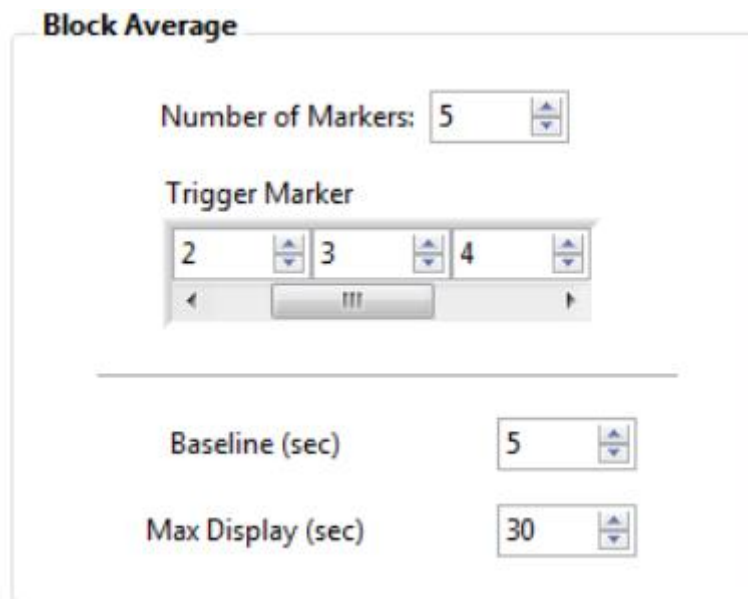 Block Average
Number of Markers: 5
Trigger Marker
2 3 4
Baseline (sec) 5
Max Display (sec) 30